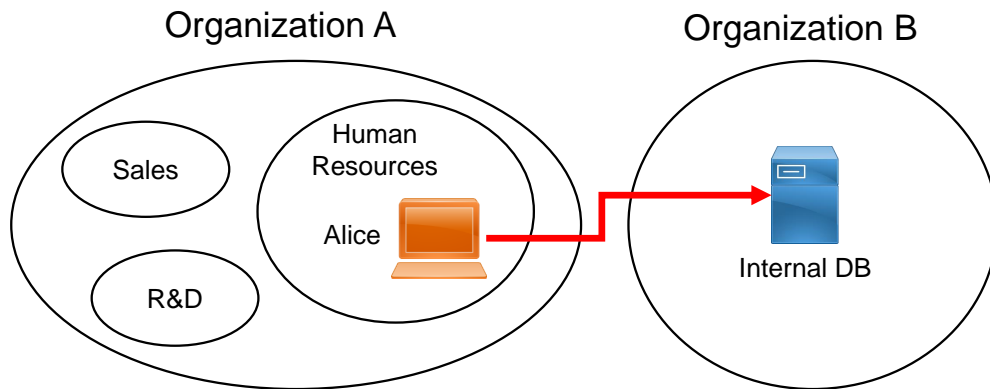 Organization A
Organization B
Sales
Human
Resources
Alice
R&D
Internal DB